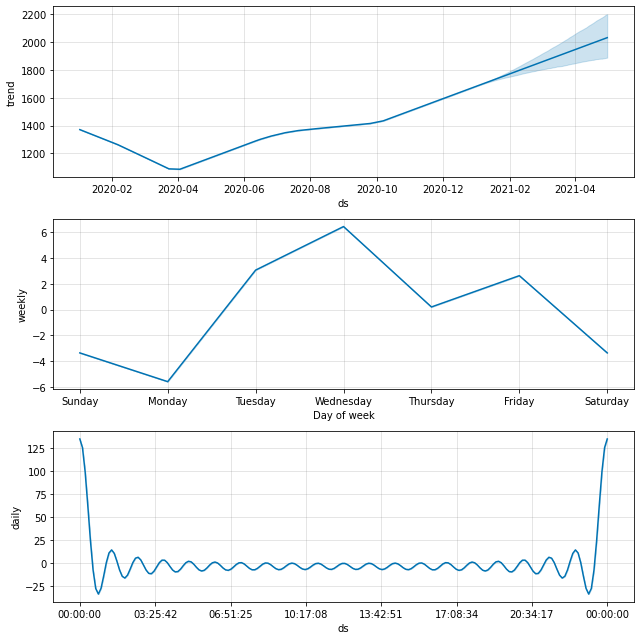 2200
2000
1800
1600
1400
1200
trend
2020-02 2020-04 2020-06 2020-08 2020-10 2020-12 2021-02 2021-04
ds
6
4
2
0
−2
−4
−6
weekly
Sunday Monday Tuesday Wednesday Thursday Friday Saturday
Day of week
125
100
75
50
25
0
−25
daily
00:00:00 03:25:42 06:51:25 10:17:08 13:42:51 17:08:34 20:34:17 00:00:00
ds